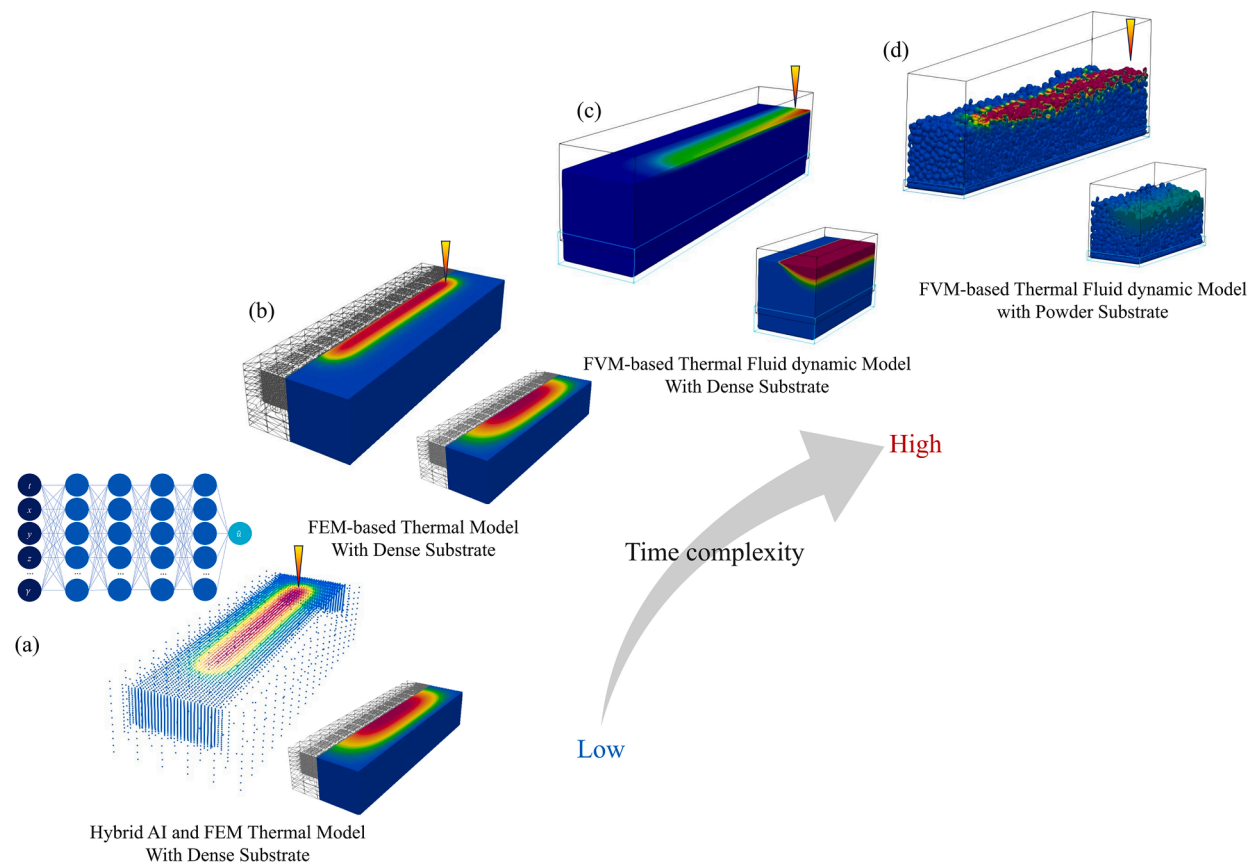 (d)
(c)
FVM-based Thermal Fluid dynamic Model
with Powder Substrate
(b)
FVM-based Thermal Fluid dynamic Model
With Dense Substrate
High
t
x
y
z
...
γ
...
...
...
...
û
FEM-based Thermal Model
With Dense Substrate
Time complexity
(a)
Low
Hybrid AI and FEM Thermal Model
With Dense Substrate